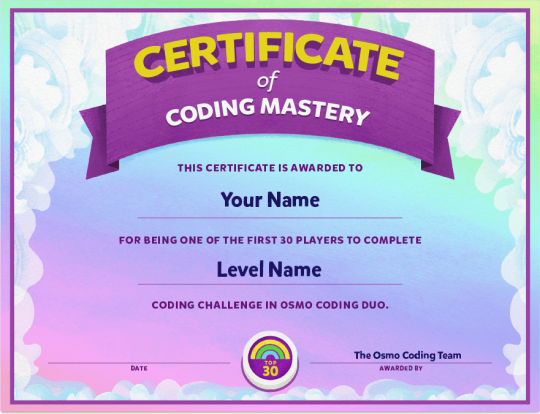 CERTIFICATE
of
CODING MASTERY
THIS CERTIFICATE IS AWARDED TO
Your Name
FOR BEING ONE OF THE FIRST 30 PLAYERS TO COMPLETE
Level Name
CODING CHALLENGE IN OSMO CODING DUO.
TOP
30
The Osmo Coding Team
DATE
AWARDED BY